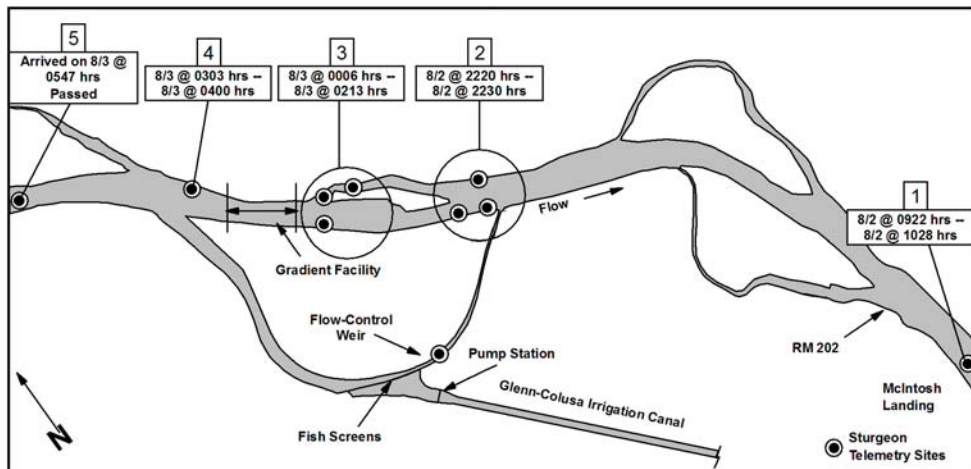 5
Arrived on 8/3 @
0547 hrs
Passed
4
8/3 @ 0303 hrs --
8/3 @ 0400 hrs
3
8/3 @ 0006 hrs --
8/3 @ 0213 hrs
2
8/2 @ 2220 hrs --
8/2 @ 2230 hrs
1
8/2 @ 0922 hrs --
8/2 @ 1028 hrs
Flow
Gradient Facility
Flow-Control
Weir
Pump Station
Glenn-Colusa Irrigation Canal
Fish Screens
RM 202
McIntosh
Landing
N
Sturgeon
Telemetry Sites